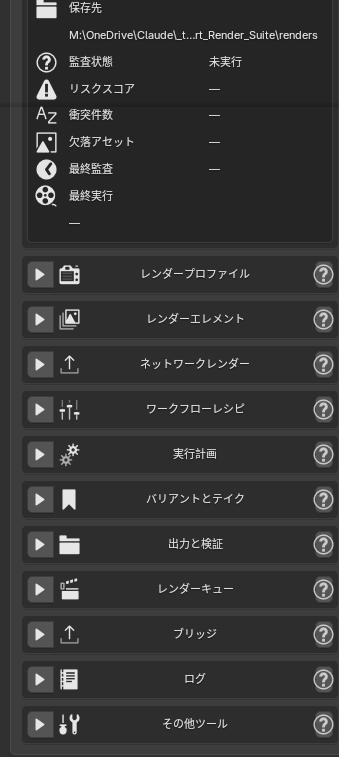 保存先
M:\OneDrive\Claude\_t...rt_Render_Suite\renders
監査状態 未実行
リスクスコア —
衝突件数 —
欠落アセット —
最終監査 —
最終実行
—
レンダープロファイル
レンダーエレメント
ネットワークレンダー
ワークフローレシピ
実行計画
バリアントとテイク
出力と検証
レンダーキュー
ブリッジ
ログ
その他ツール